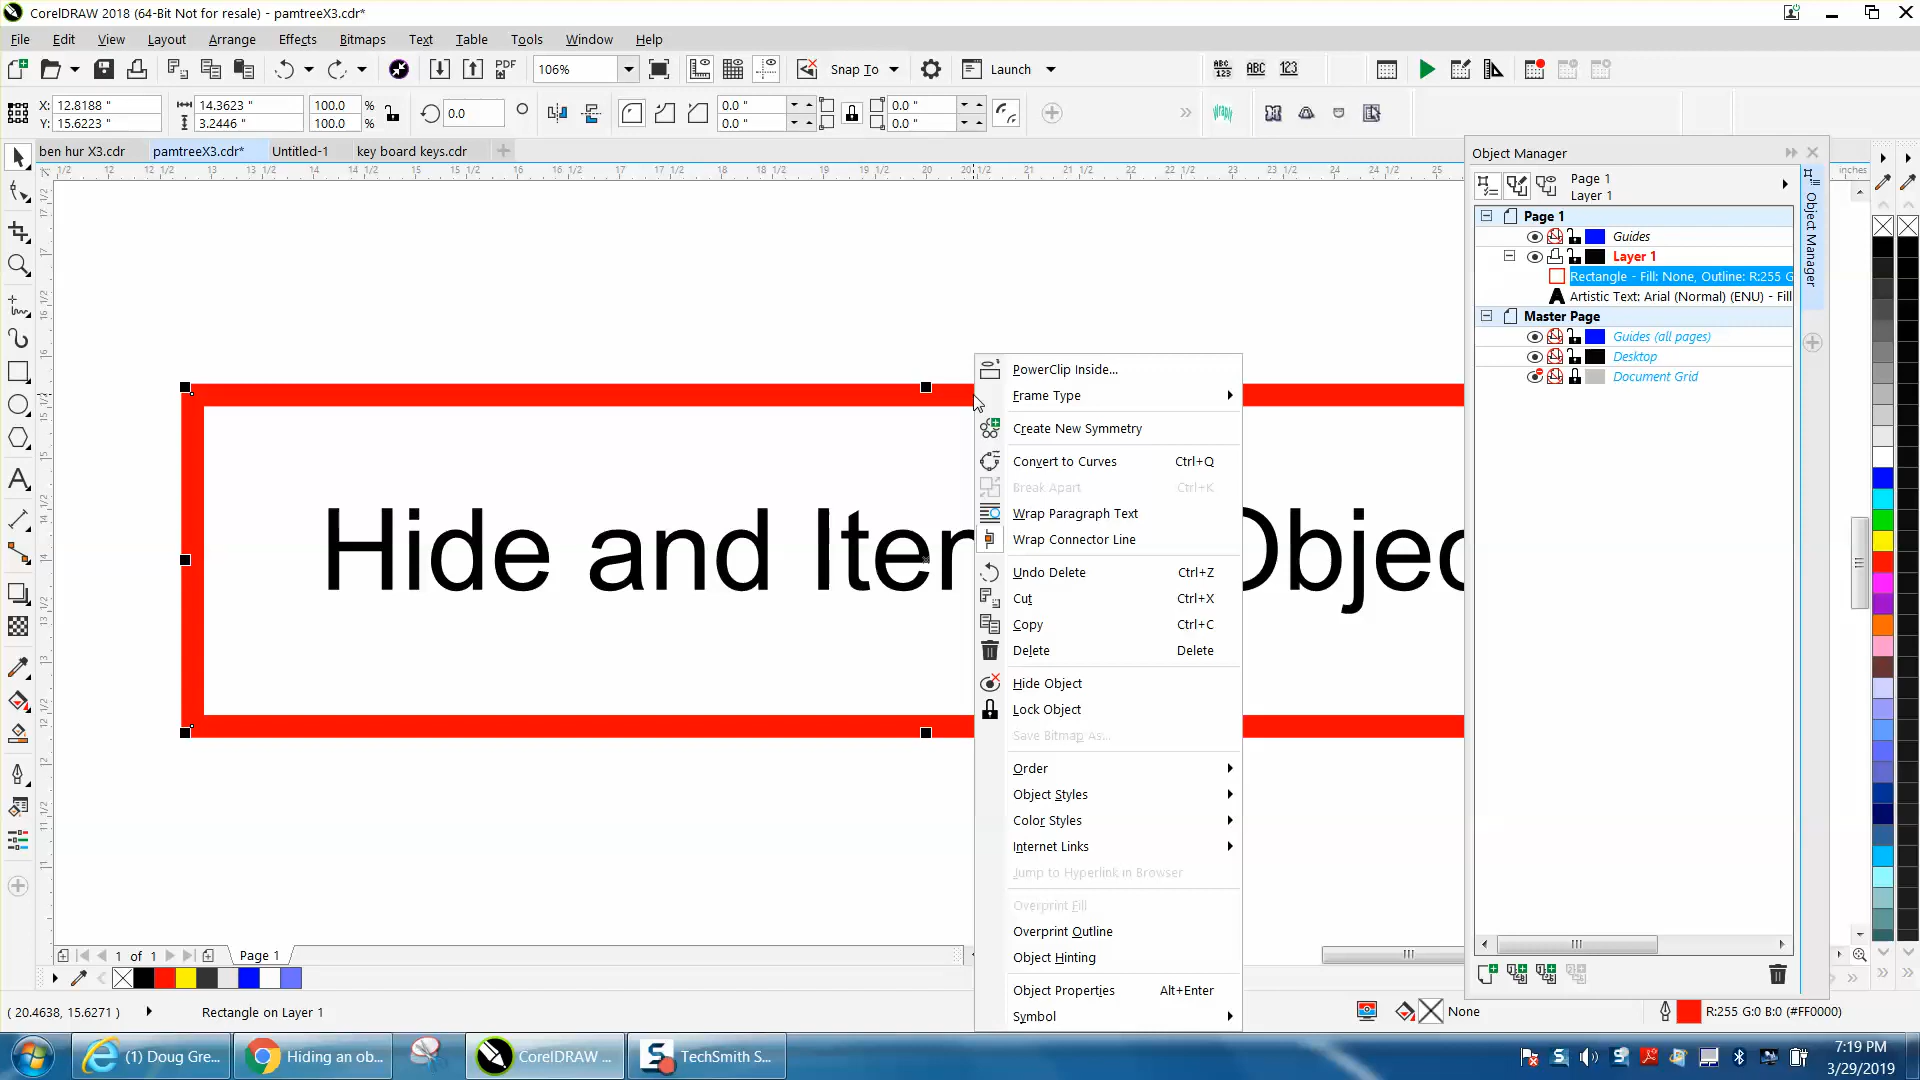 CorelDRAW 2018 (64-Bit Not for resale) - pamtreeX3.cdr*
File Edit View Layout Arrange Effects Bitmaps Text Table Tools Window Help
PDF 106% Snap To Launch ABC 123 ABC 123
X: 12.8188 " 14.3623 " 100.0 % 0.0 0.0 " 0.0 "
Y: 15.6223 " 3.2446 " 100.0 % 0.0 " 0.0 "
ben hur X3.cdr pamtreeX3.cdr* Untitled-1 key board keys.cdr
inches
Object Manager
Page 1
Layer 1
Page 1
Guides
Layer 1
Rectangle - Fill: None, Outline: R:255 G
Artistic Text: Arial (Normal) (ENU) - Fill
Master Page
Guides (all pages)
Desktop
Document Grid
Object Manager
Hide and Iter Objec
PowerClip Inside...
Frame Type
Create New Symmetry
Convert to Curves Ctrl+Q
Break Apart Ctrl+K
Wrap Paragraph Text
Wrap Connector Line
Undo Delete Ctrl+Z
Cut Ctrl+X
Copy Ctrl+C
Delete Delete
Hide Object
Lock Object
Save Bitmap As...
Order
Object Styles
Color Styles
Internet Links
Jump to Hyperlink in Browser
Overprint Fill
Overprint Outline
Object Hinting
Object Properties Alt+Enter
Symbol
1 of 1 Page 1
( 20.4638, 15.6271 ) Rectangle on Layer 1 None R:255 G:0 B:0 (#FF0000)
(1) Doug Gre... Hiding an ob... CorelDRAW ... TechSmith S...
7:19 PM
3/29/2019